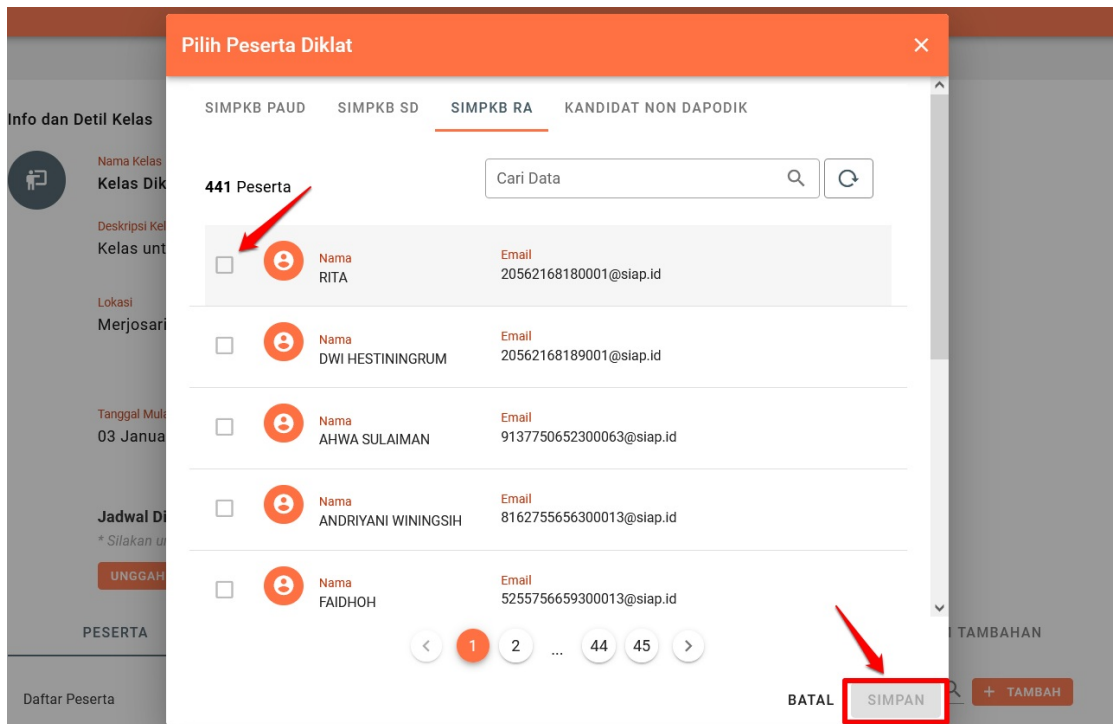 Pilih Peserta Diklat
SIMPKB PAUD SIMPKB SD SIMPKB RA KANDIDAT NON DAPODIK
Info dan Detil Kelas
Nama Kelas
Kelas Dik
441 Peserta
Cari Data
Deskripsi Kel
Kelas unt
Nama Email
RITA 20562168180001@siap.id
Lokasi
Merjosari
Nama Email
DWI HESTININGRUM 20562168189001@siap.id
Tanggal Mula
03 Janua
Nama Email
AHWA SULAIMAN 9137750652300063@siap.id
Nama Email
ANDRIYANI WININGSIH 8162755656300013@siap.id
Jadwal Di
* Silakan un
UNGGAH
Nama Email
FAIDHOH 5255756659300013@siap.id
PESERTA
1 2 ... 44 45
TAMBAHAN
Daftar Peserta
BATAL SIMPAN
+ TAMBAH